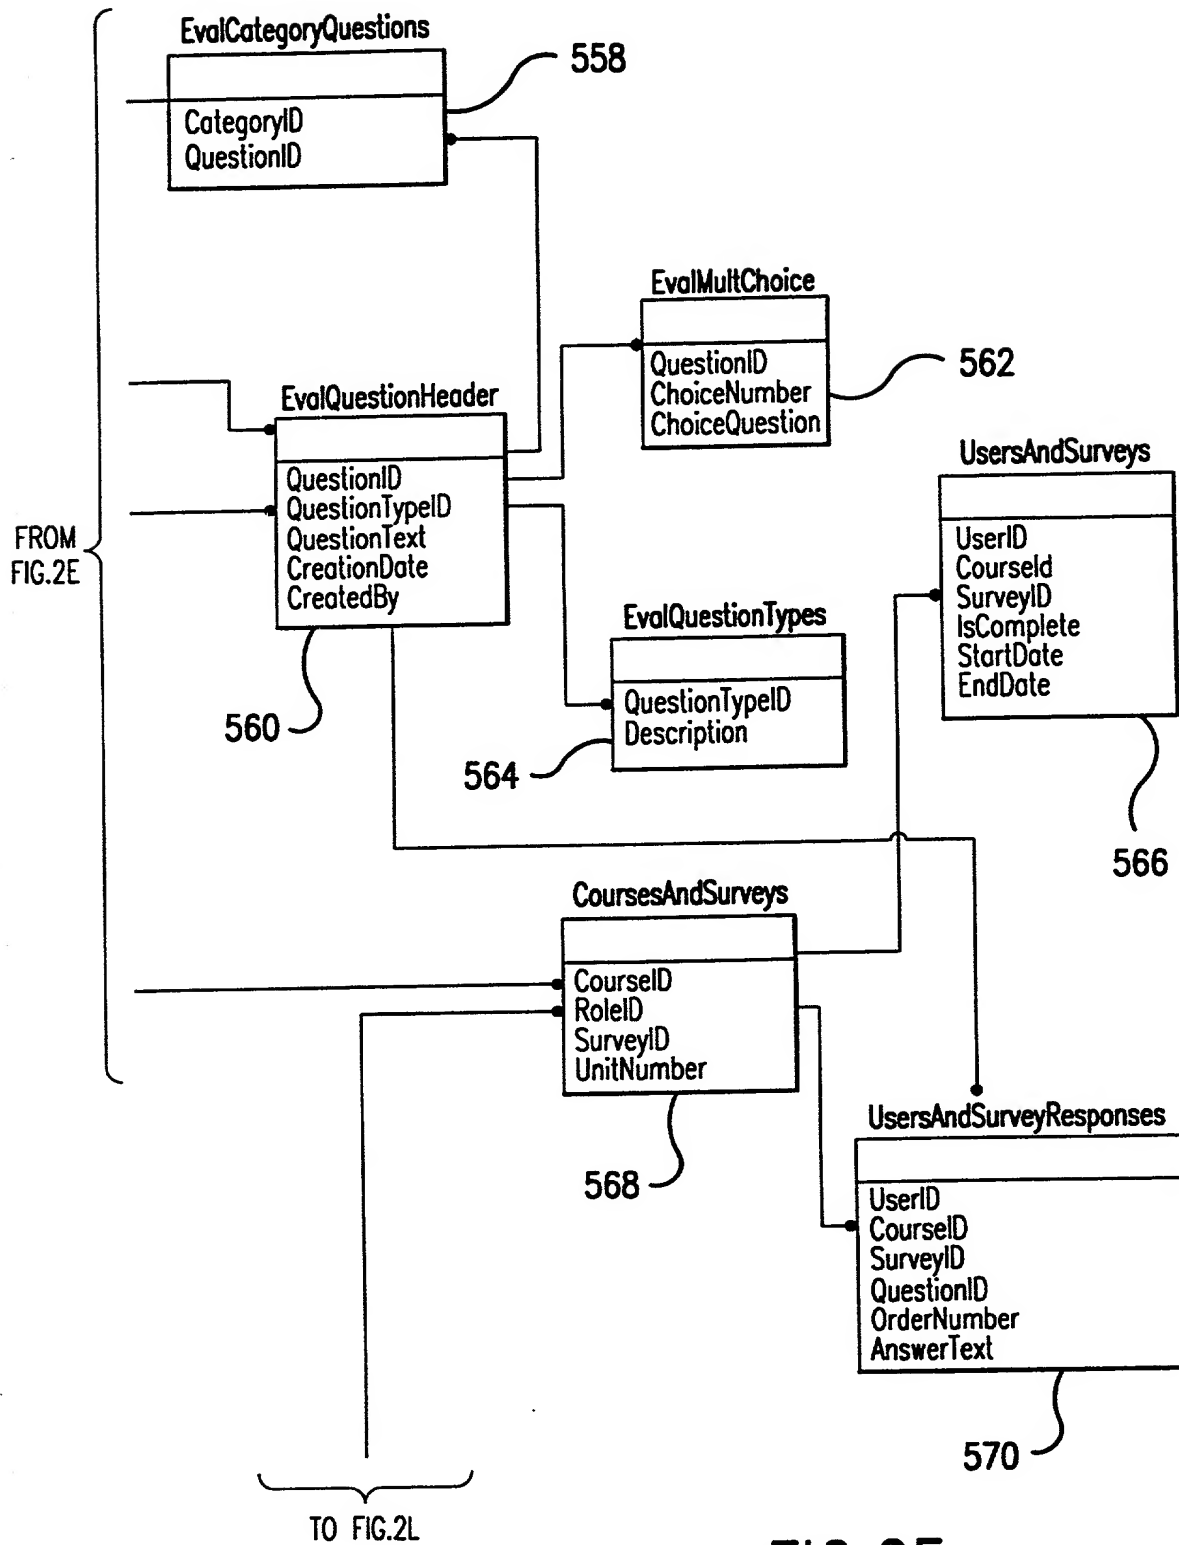 EvalCategoryQuestions
558
CategoryID
QuestionID
EvalMultChoice
562
QuestionID
ChoiceNumber
ChoiceQuestion
EvalQuestionHeader
QuestionID
QuestionTypeID
QuestionText
CreationDate
CreatedBy
560
FROM
FIG.2E
UsersAndSurveys
UserID
CourseId
SurveyID
IsComplete
StartDate
EndDate
566
EvalQuestionTypes
QuestionTypeID
Description
564
CoursesAndSurveys
CourseID
RoleID
SurveyID
UnitNumber
568
UsersAndSurveyResponses
UserID
CourseID
SurveyID
QuestionID
OrderNumber
AnswerText
570
TO FIG.2L